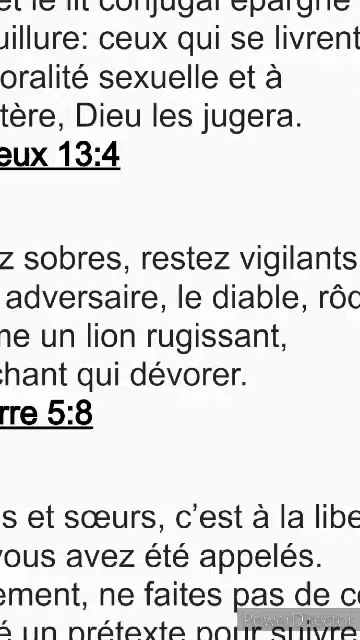 et le lit conjugal épargné
uillure: ceux qui se livrent
oralité sexuelle et à
tère, Dieu les jugera.
eux 13:4
z sobres, restez vigilants
adversaire, le diable, rôd
me un lion rugissant,
chant qui dévorer.
rre 5:8
s et sœurs, c’est à la libe
vous avez été appelés.
ement, ne faites pas de ce
é un prétexte pour suivre
PowerDirector